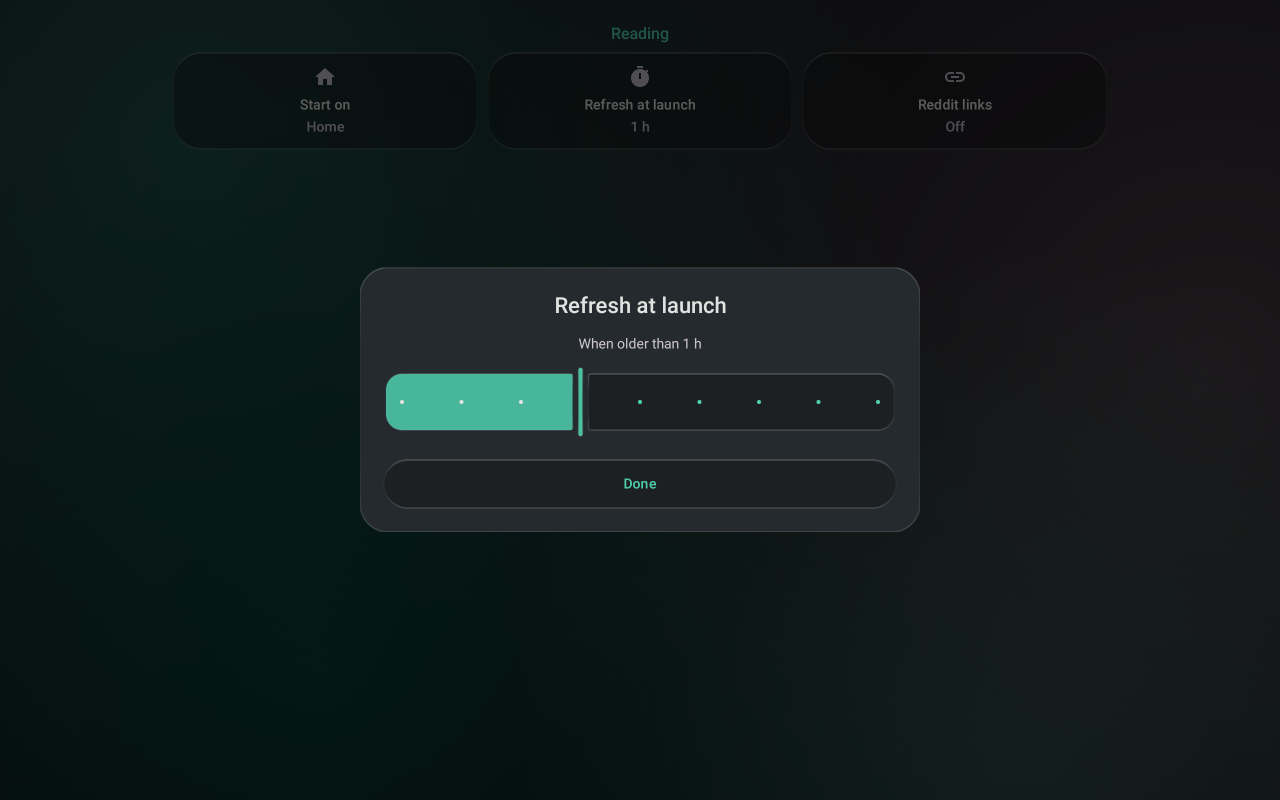 Reading
Start on
Home
Refresh at launch
1 h
Reddit links
Off
Refresh at launch
When older than 1 h
Done